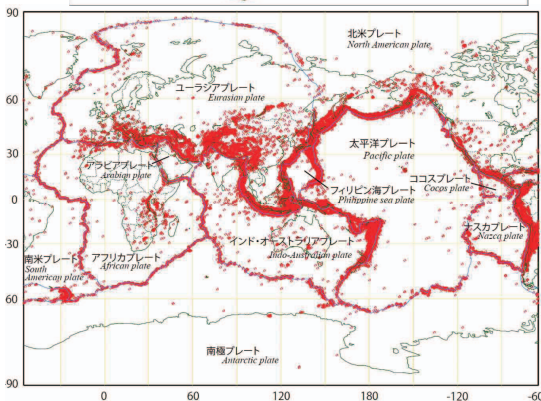 90
60
30
0
-30
60
90
0
60
120
180
-120
-60
北米プレート
North American plate
ユーラシアプレート
Eurasian plate
太平洋プレート
Pacific plate
アラビアプレート
Arabian plate
ココスプレート
Cocos plate
フィリピン海プレート
Philippine sea plate
ナスカプレート
Nazca plate
インド・オーストラリアプレート
Indo-Australian plate
南米プレート
South
American plate
アフリカプレート
African plate
南極プレート
Antarctic plate